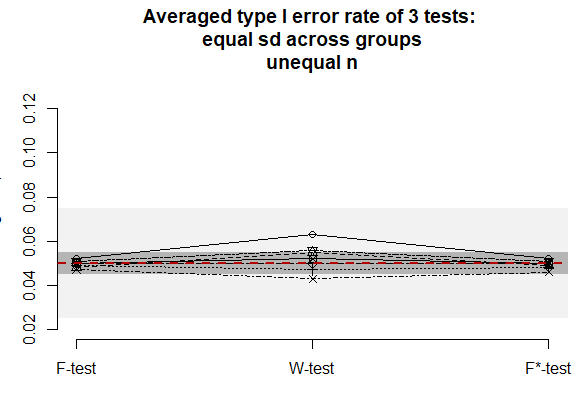 Averaged type I error rate of 3 tests:
equal sd across groups
unequal n
0.12
0.10
0.08
0.06
0.04
0.02
F-test
W-test
F*-test